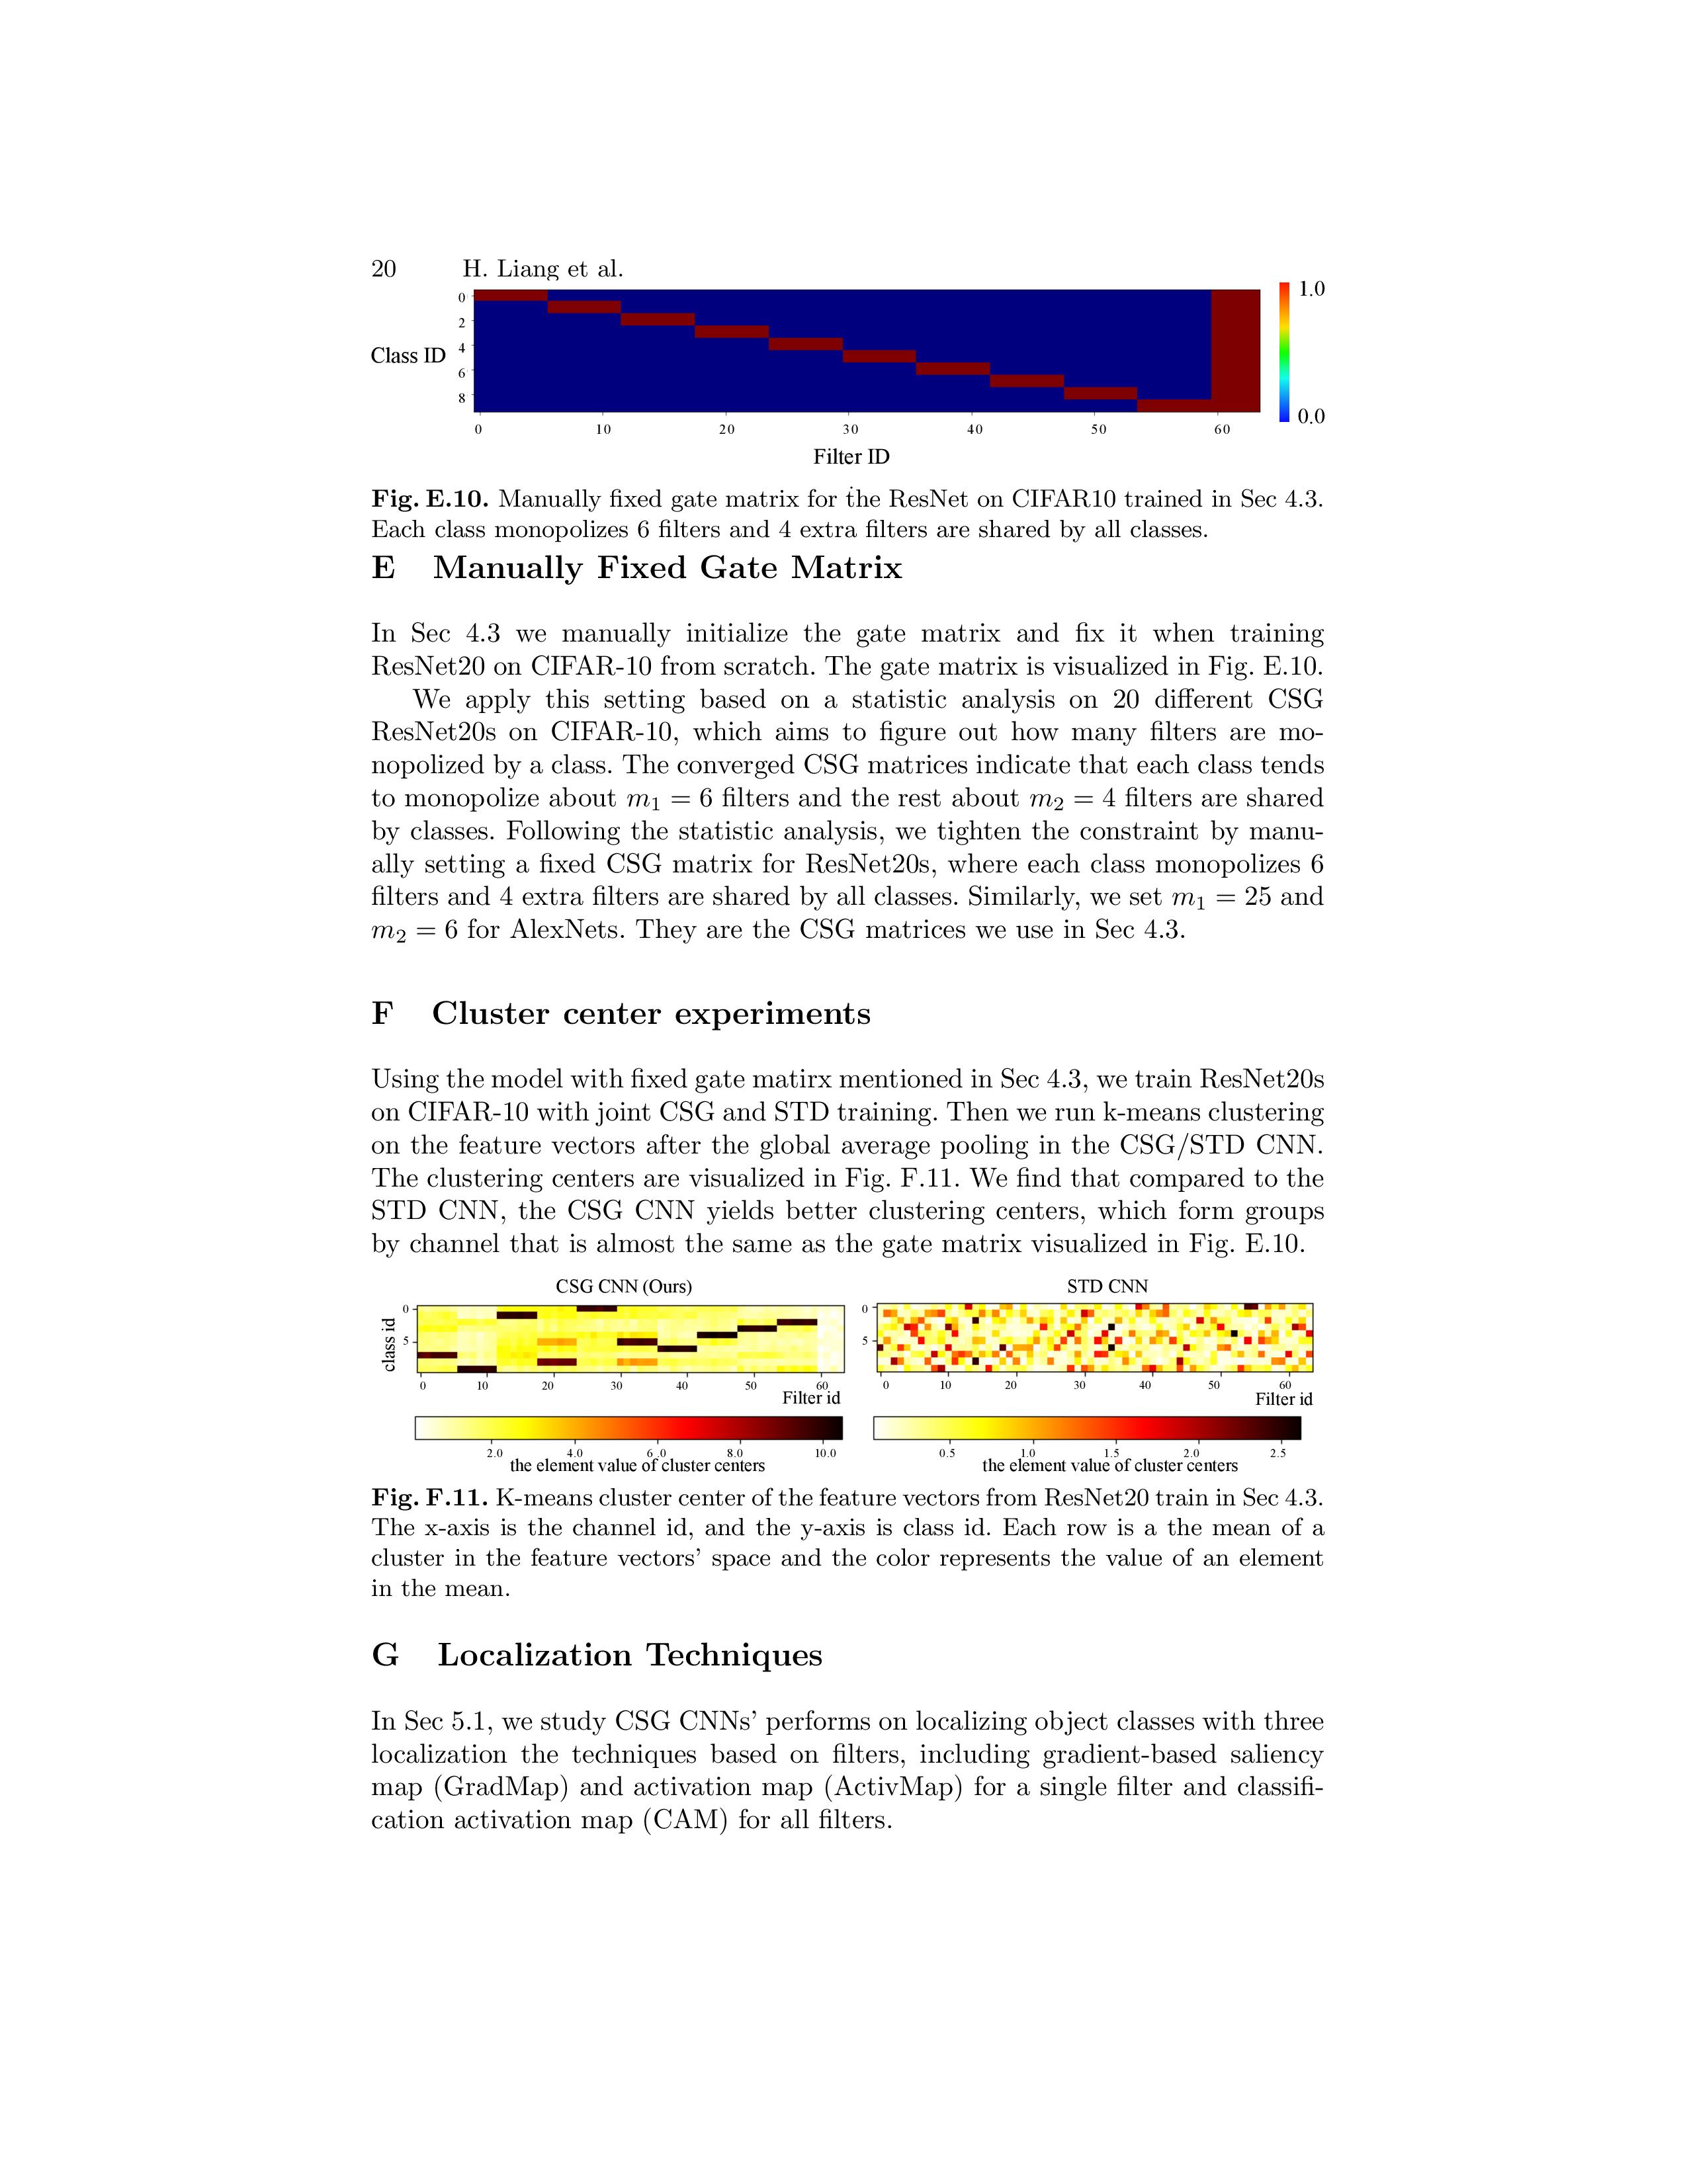 20 H. Liang et al.
0
2
4
6
8
Class ID
0 10 20 30 40 50 60
Filter ID
1.0
0.0
Fig. E.10. Manually fixed gate matrix for the ResNet on CIFAR10 trained in Sec 4.3.
Each class monopolizes 6 filters and 4 extra filters are shared by all classes.
E Manually Fixed Gate Matrix
In Sec 4.3 we manually initialize the gate matrix and fix it when training
ResNet20 on CIFAR-10 from scratch. The gate matrix is visualized in Fig. E.10.
We apply this setting based on a statistic analysis on 20 different CSG
ResNet20s on CIFAR-10, which aims to figure out how many filters are mo-
nopolized by a class. The converged CSG matrices indicate that each class tends
to monopolize about m₁ = 6 filters and the rest about m₂ = 4 filters are shared
by classes. Following the statistic analysis, we tighten the constraint by manu-
ally setting a fixed CSG matrix for ResNet20s, where each class monopolizes 6
filters and 4 extra filters are shared by all classes. Similarly, we set m₁ = 25 and
m₂ = 6 for AlexNets. They are the CSG matrices we use in Sec 4.3.
F Cluster center experiments
Using the model with fixed gate matirx mentioned in Sec 4.3, we train ResNet20s
on CIFAR-10 with joint CSG and STD training. Then we run k-means clustering
on the feature vectors after the global average pooling in the CSG/STD CNN.
The clustering centers are visualized in Fig. F.11. We find that compared to the
STD CNN, the CSG CNN yields better clustering centers, which form groups
by channel that is almost the same as the gate matrix visualized in Fig. E.10.
CSG CNN (Ours)
0
5
class id
0 10 20 30 40 50 60
Filter id
2.0 4.0 6.0 8.0 10.0
the element value of cluster centers
STD CNN
0
5
0 10 20 30 40 50 60
Filter id
0.5 1.0 1.5 2.0 2.5
the element value of cluster centers
Fig. F.11. K-means cluster center of the feature vectors from ResNet20 train in Sec 4.3.
The x-axis is the channel id, and the y-axis is class id. Each row is a the mean of a
cluster in the feature vectors' space and the color represents the value of an element
in the mean.
G Localization Techniques
In Sec 5.1, we study CSG CNNs' performs on localizing object classes with three
localization the techniques based on filters, including gradient-based saliency
map (GradMap) and activation map (ActivMap) for a single filter and classifi-
cation activation map (CAM) for all filters.